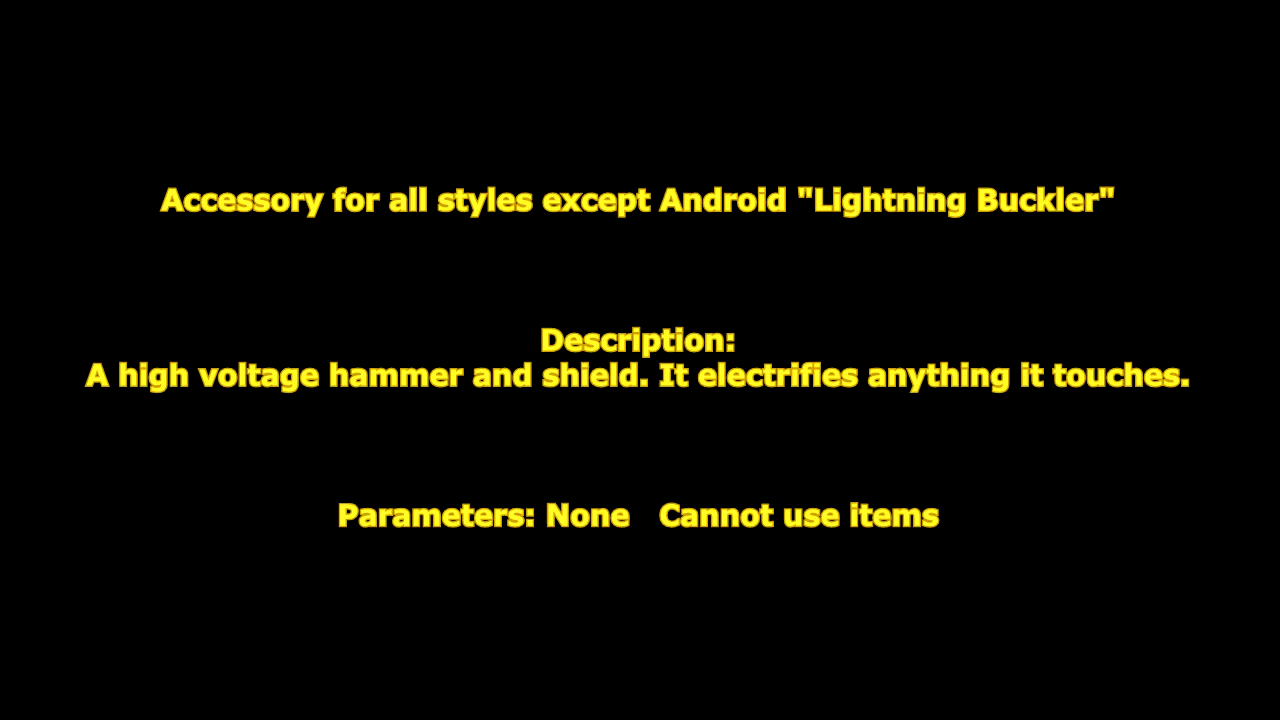 Accessory for all styles except Android "Lightning Buckler"
Description:
A high voltage hammer and shield. It electrifies anything it touches.
Parameters: None   Cannot use items